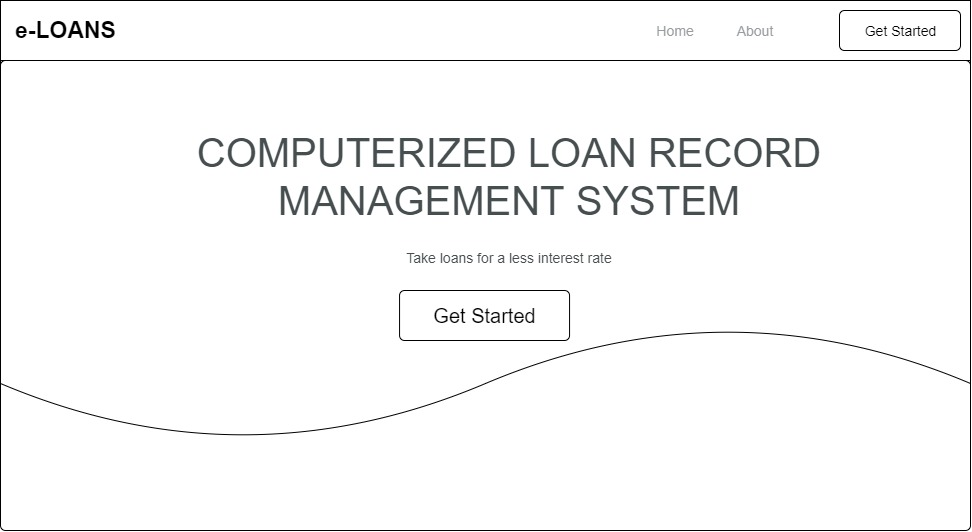 e-LOANS
Home
About
Get Started
COMPUTERIZED LOAN RECORD
MANAGEMENT SYSTEM
Take loans for a less interest rate
Get Started